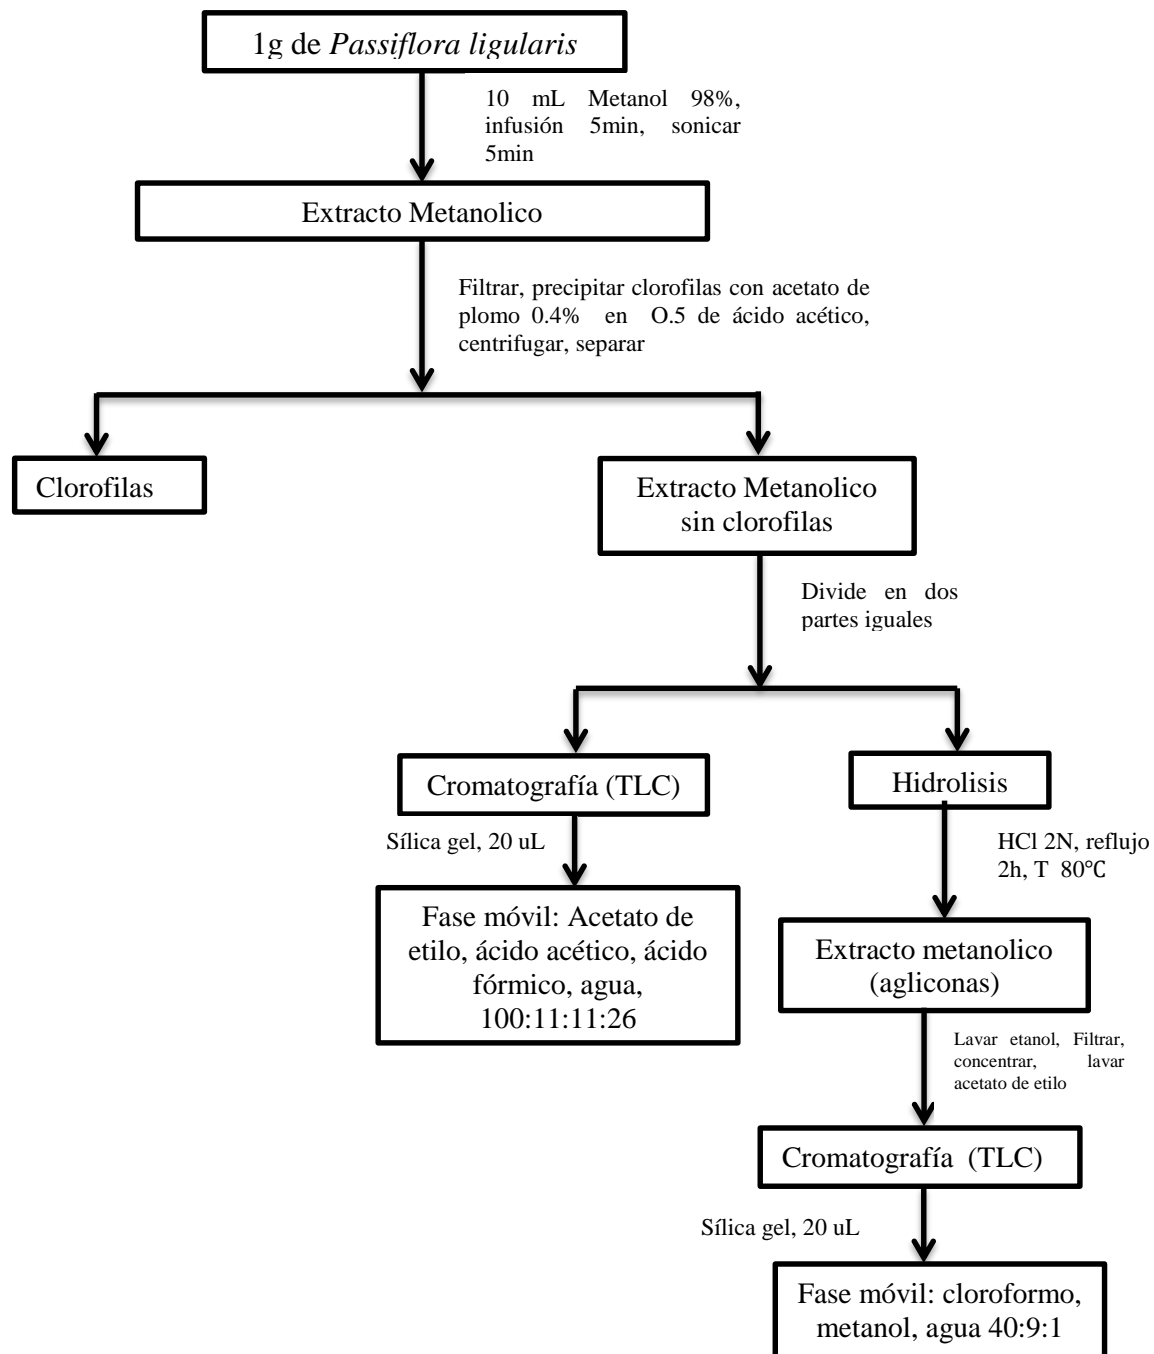 1g de Passiflora ligularis
10 mL Metanol 98%,
infusión 5min, sonicar
5min
Extracto Metanolico
Filtrar, precipitar clorofilas con acetato de
plomo 0.4% en O.5 de ácido acético,
centrifugar, separar
Clorofilas
Extracto Metanolico
sin clorofilas
Divide en dos
partes iguales
Cromatografía (TLC)
Hidrolisis
Sílica gel, 20 uL
HCl 2N, reflujo
2h, T 80℃
Fase móvil: Acetato de
etilo, ácido acético, ácido
fórmico, agua,
100:11:11:26
Extracto metanolico
(agliconas)
Lavar etanol, Filtrar,
concentrar, lavar
acetato de etilo
Cromatografía (TLC)
Sílica gel, 20 uL
Fase móvil: cloroformo,
metanol, agua 40:9:1